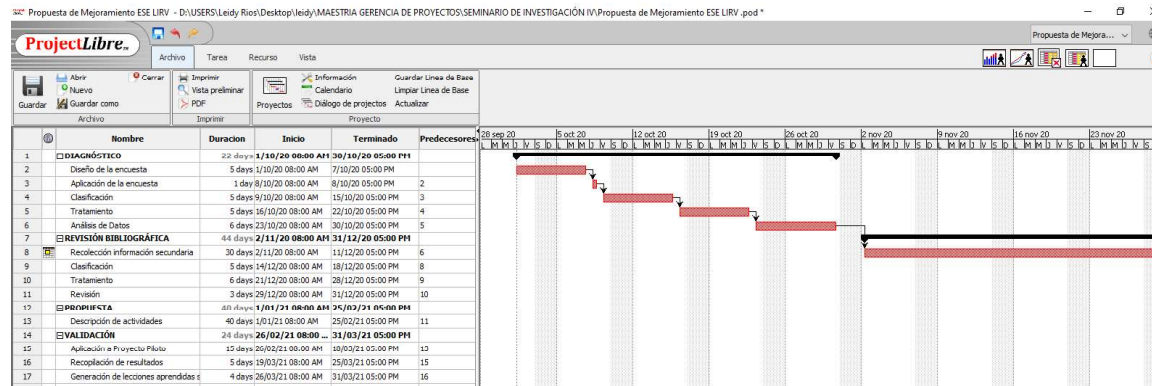 Propuesta de Mejoramiento ESE LIRV - D:\USERS\Leidy Rios\Desktop\leidy\MAESTRIA GERENCIA DE PROYECTOS\SEMINARIO DE INVESTIGACIÓN IV\Propuesta de Mejoramiento ESE LIRV .pod *
ProjectLibre
Propuesta de Mejora...
Archivo Tarea Recurso Vista
Guardar
Abrir
Nuevo
Guardar como
Cerrar
Archivo
Imprimir
Vista preliminar
PDF
Imprimir
Proyectos
Información
Calendario
Diálogo de projectos
Guardar Linea de Base
Limpiar Linea de Base
Actualizar
Proyecto
Nombre Duracion Inicio Terminado Predecesores
28 sep 20 5 oct 20 12 oct 20 19 oct 20 26 oct 20 2 nov 20 9 nov 20 16 nov 20 23 nov 20
L M M J V S D L M M J V S D L M M J V S D L M M J V S D L M M J V S D L M M J V S D L M M J V S D L M M J V S D L M M J V S
1 DIAGNÓSTICO 22 days 1/10/20 08:00 AM 30/10/20 05:00 PM
2 Diseño de la encuesta 5 days 1/10/20 08:00 AM 7/10/20 05:00 PM
3 Aplicación de la encuesta 1 day 8/10/20 08:00 AM 8/10/20 05:00 PM 2
4 Clasificación 5 days 9/10/20 08:00 AM 15/10/20 05:00 PM 3
5 Tratamiento 5 days 16/10/20 08:00 AM 22/10/20 05:00 PM 4
6 Análisis de Datos 6 days 23/10/20 08:00 AM 30/10/20 05:00 PM 5
7 REVISIÓN BIBLIOGRÁFICA 44 days 2/11/20 08:00 AM 31/12/20 05:00 PM
8 Recolección información secundaria 30 days 2/11/20 08:00 AM 11/12/20 05:00 PM 6
9 Clasificación 5 days 14/12/20 08:00 AM 18/12/20 05:00 PM 8
10 Tratamiento 6 days 21/12/20 08:00 AM 28/12/20 05:00 PM 9
11 Revisión 3 days 29/12/20 08:00 AM 31/12/20 05:00 PM 10
12 PROPUESTA 40 days 1/01/21 08:00 AM 25/02/21 05:00 PM
13 Descripción de actividades 40 days 1/01/21 08:00 AM 25/02/21 05:00 PM 11
14 VALIDACIÓN 24 days 26/02/21 08:00 ... 31/03/21 05:00 PM
15 Aplicación a Proyecto Piloto 15 days 26/02/21 08:00 AM 18/03/21 05:00 PM 13
16 Recopilación de resultados 5 days 19/03/21 08:00 AM 25/03/21 05:00 PM 15
17 Generación de lecciones aprendidas s 4 days 26/03/21 08:00 AM 31/03/21 05:00 PM 16